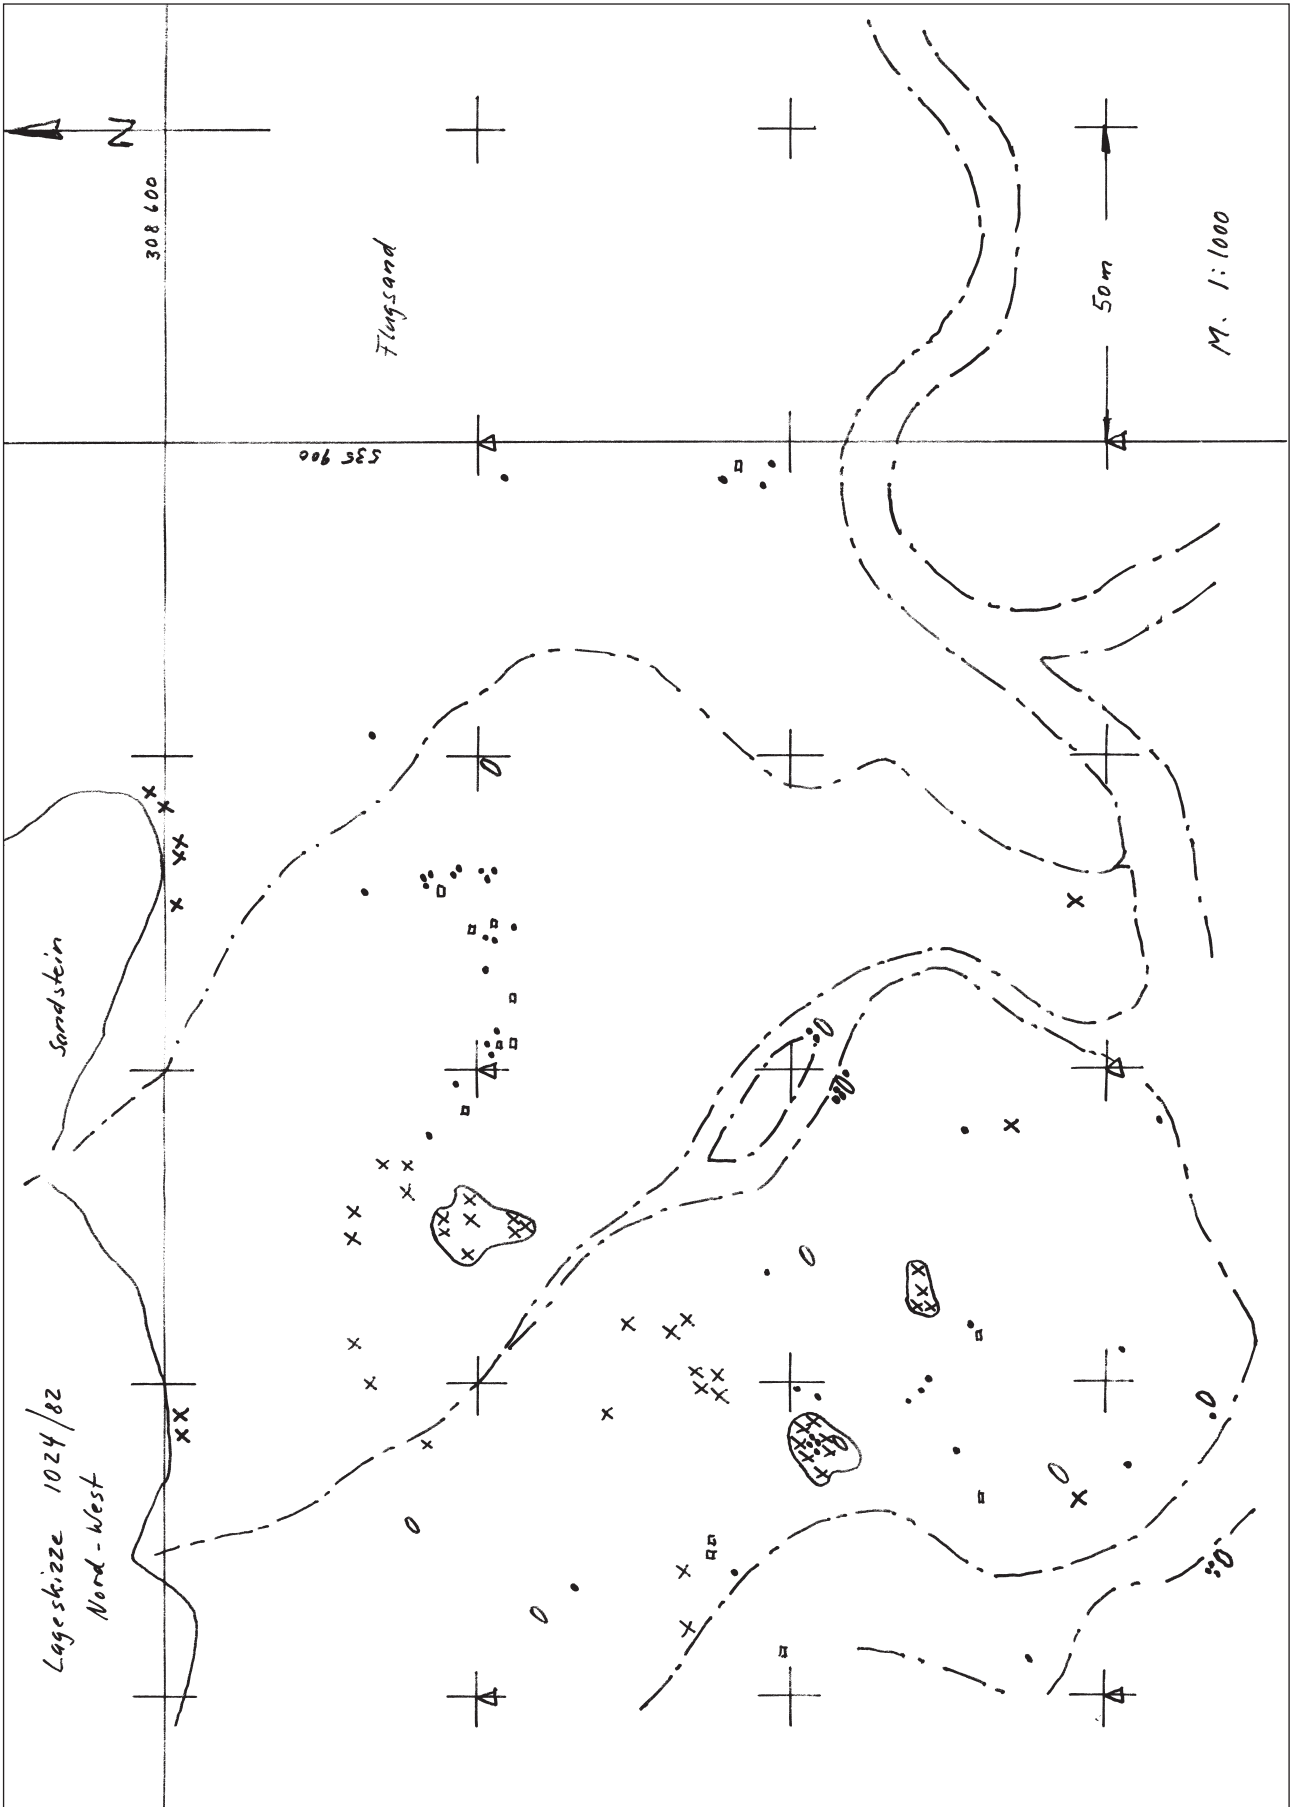 Lageskizze 1024/82
Nord-West
Sandstein
Flugsand
N
308 600
535 900
50m
M. 1:1000